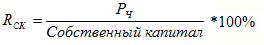 R_СК = P_Ч / Собственный капитал *100%